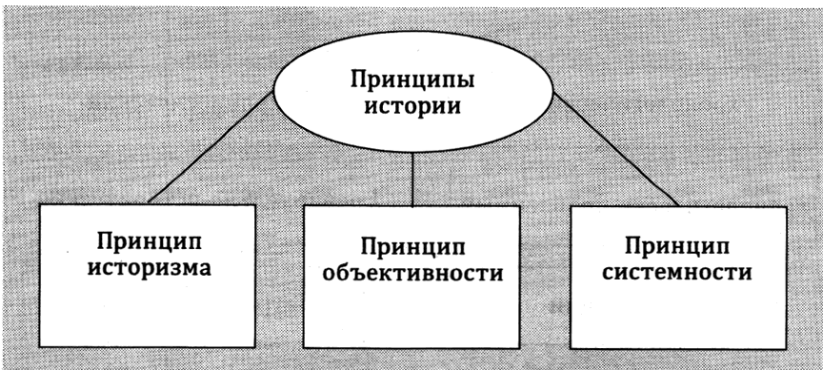 Принципы
истории
Принцип
историзма
Принцип
объективности
Принцип
системности